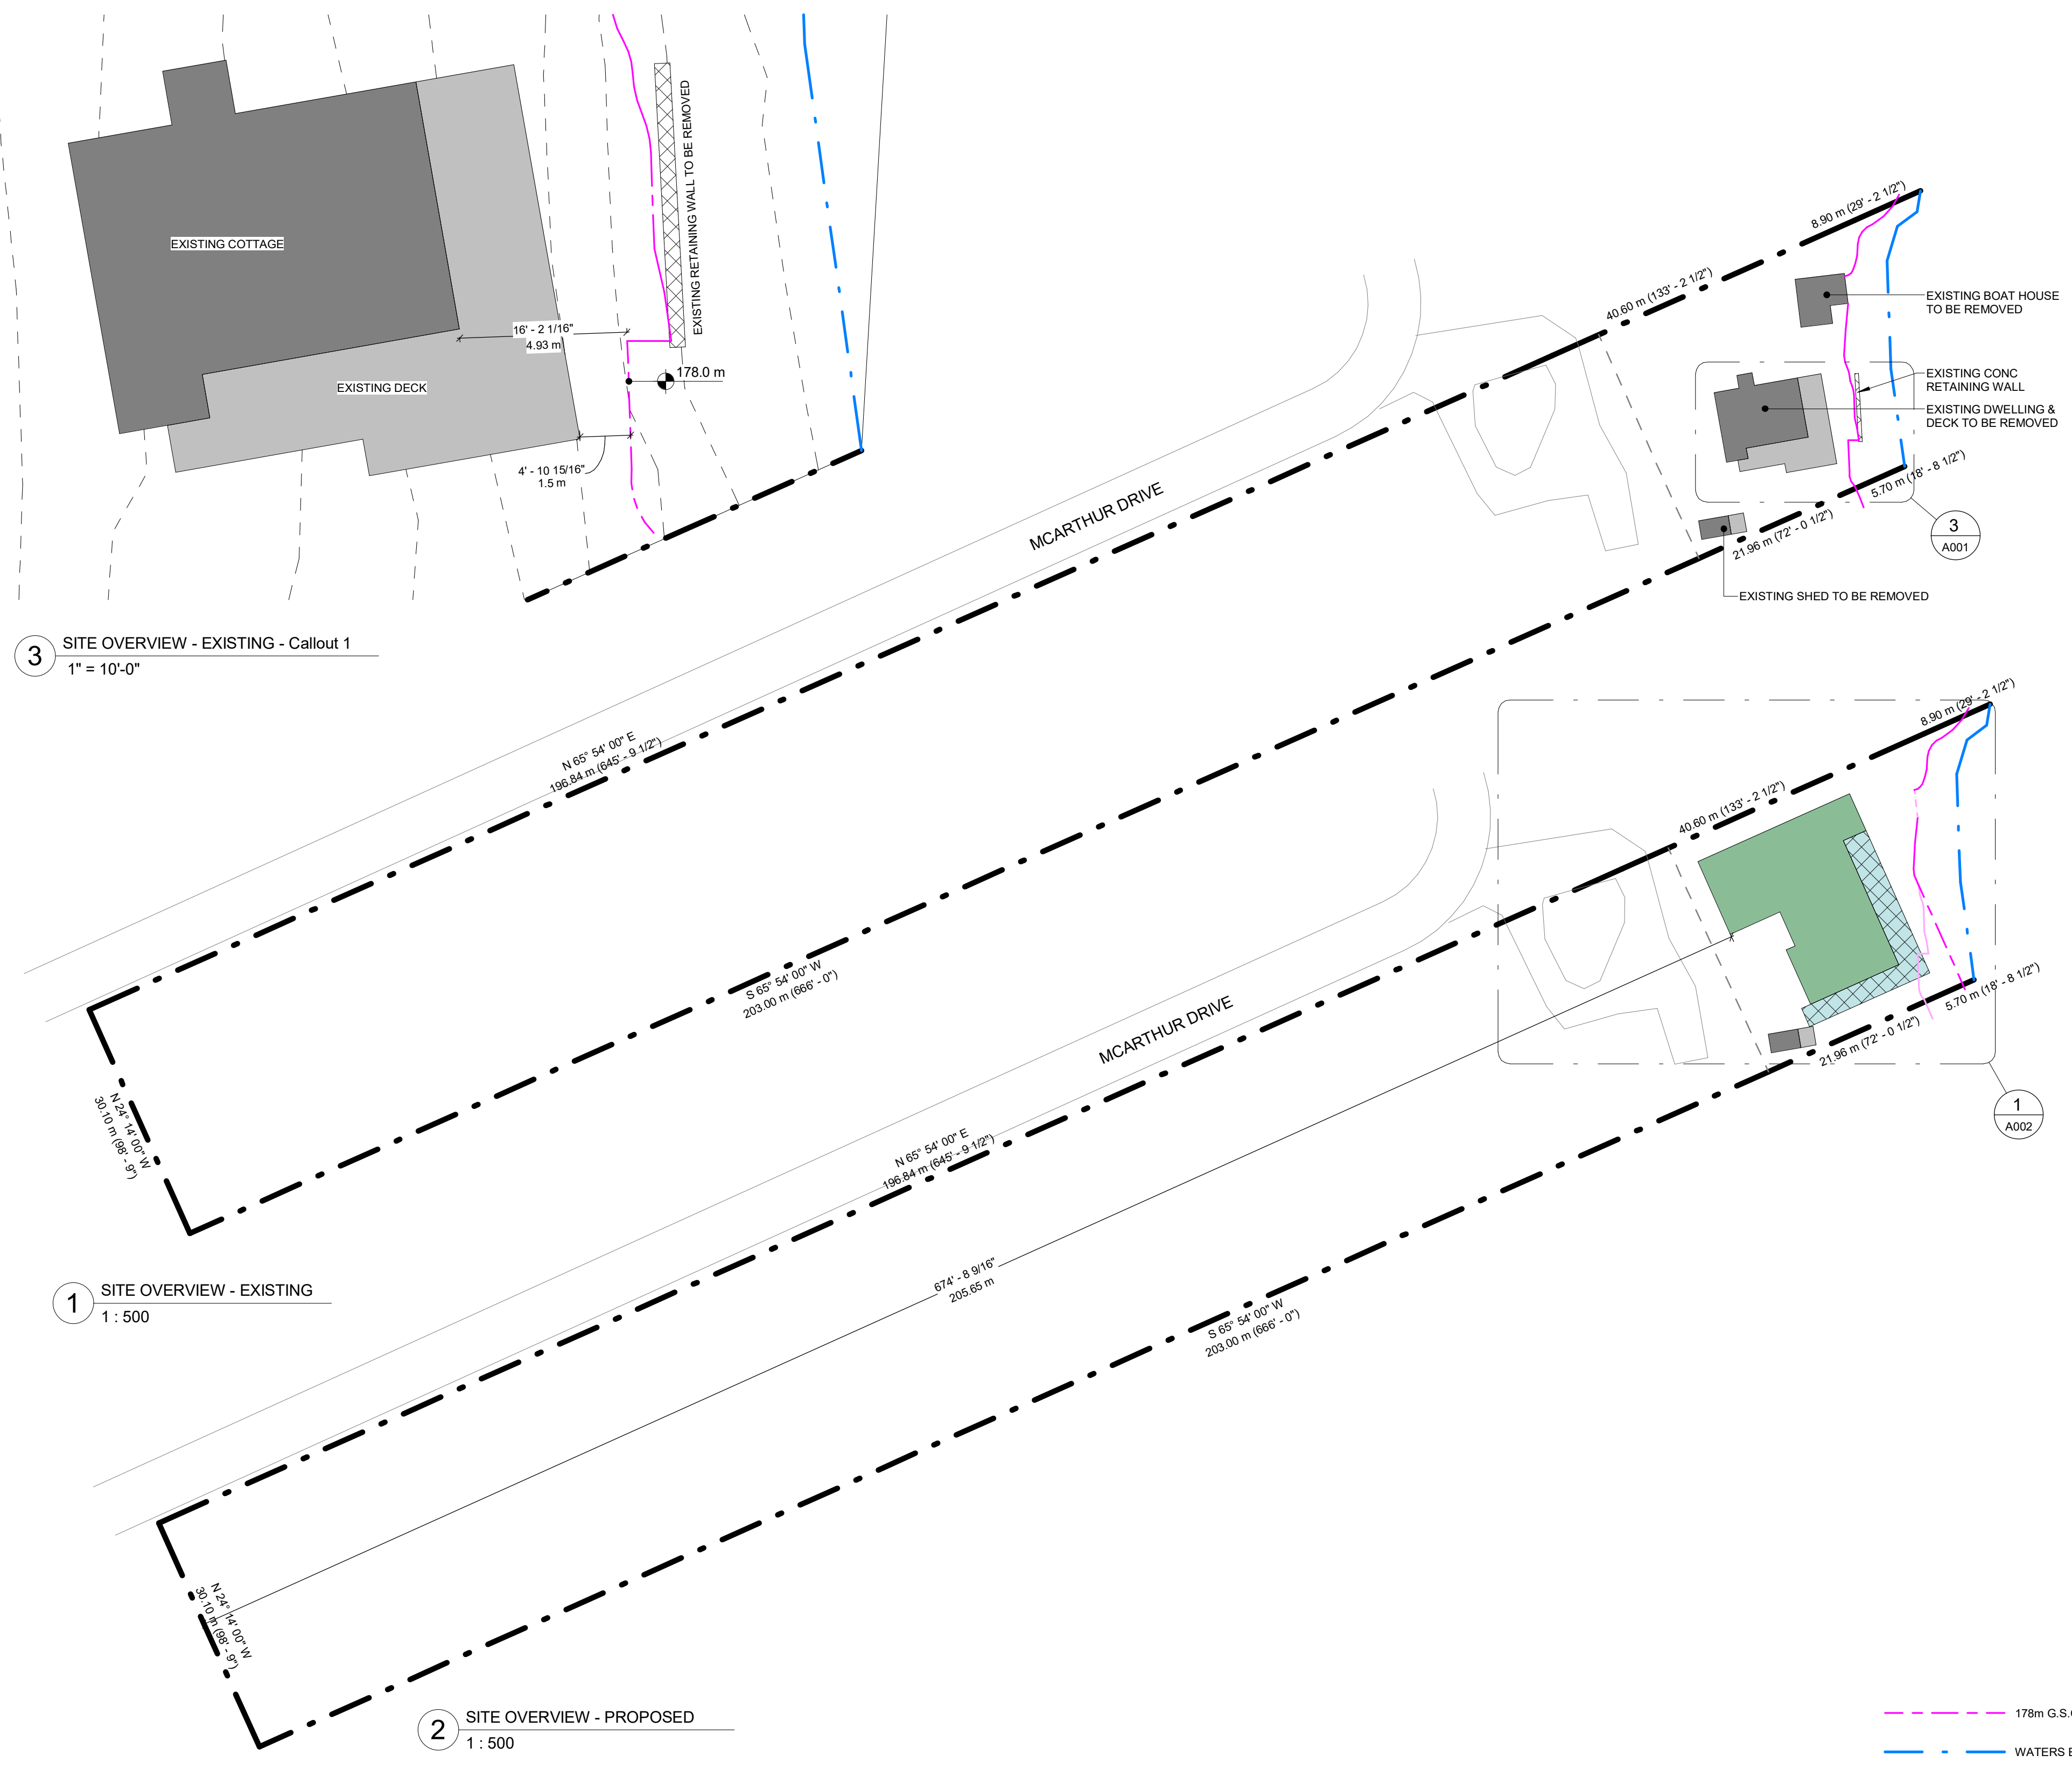 EXISTING COTTAGE
EXISTING DECK
16' - 2 1/16"
4.93 m
4' - 10 15/16"
1.5 m
178.0 m
EXISTING RETAINING WALL TO BE REMOVED
3
SITE OVERVIEW - EXISTING - Callout 1
1" = 10'-0"
8.90 m (29' - 2 1/2")
40.60 m (133' - 2 1/2")
EXISTING BOAT HOUSE
TO BE REMOVED
EXISTING CONC
RETAINING WALL
EXISTING DWELLING &
DECK TO BE REMOVED
5.70 m (18' - 8 1/2")
21.96 m (72' - 0 1/2")
3
A001
EXISTING SHED TO BE REMOVED
MCARTHUR DRIVE
N 65° 54' 00" E
196.84 m (645' - 9 1/2")
S 65° 54' 00" W
203.00 m (666' - 0")
N 24° 14' 00" W
30.10 m (98' - 9")
1
SITE OVERVIEW - EXISTING
1 : 500
8.90 m (29' - 2 1/2")
40.60 m (133' - 2 1/2")
5.70 m (18' - 8 1/2")
21.96 m (72' - 0 1/2")
1
A002
MCARTHUR DRIVE
N 65° 54' 00" E
196.84 m (645' - 9 1/2")
674' - 8 9/16"
205.65 m
S 65° 54' 00" W
203.00 m (666' - 0")
N 24° 14' 00" W
30.10 m (98' - 9")
2
SITE OVERVIEW - PROPOSED
1 : 500
178m G.S.
WATERS